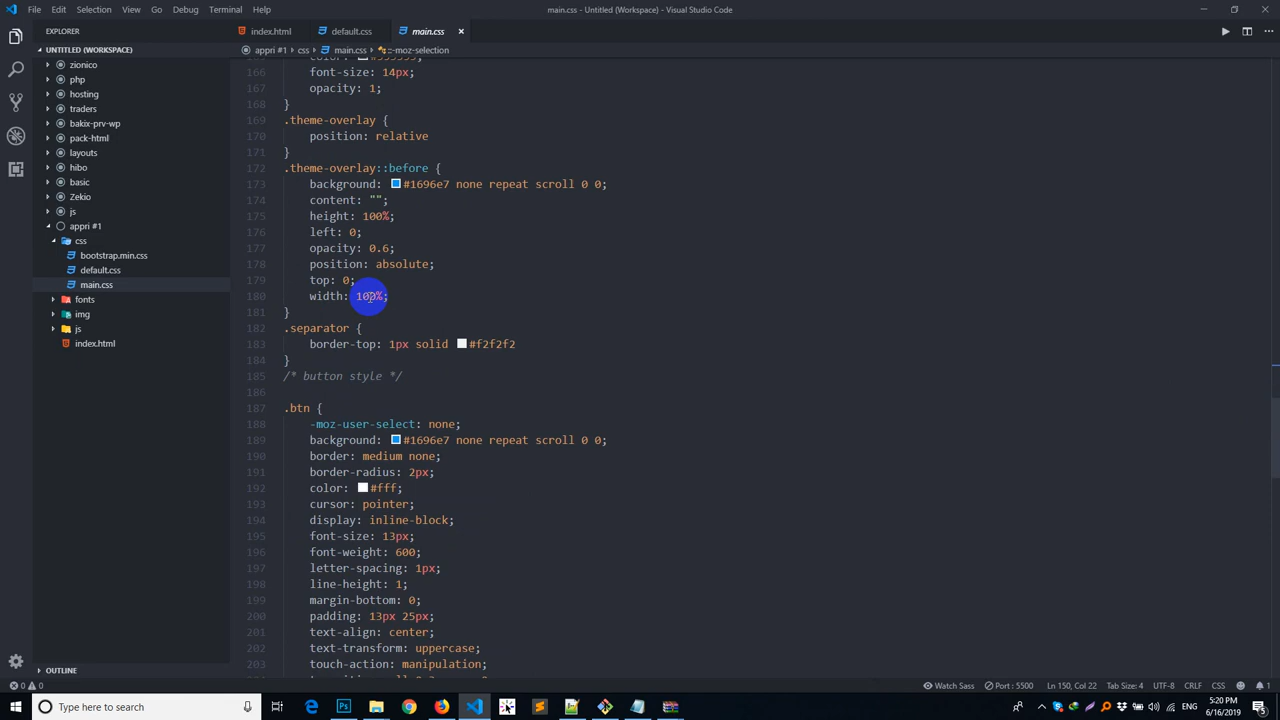 File Edit Selection View Go Debug Terminal Help
main.css - Untitled (Workspace) - Visual Studio Code
EXPLORER
index.html
default.css
main.css
UNTITLED (WORKSPACE)
appri #1 › css › main.css › ::-moz-selection
zionico
php
hosting
traders
bakix-prv-wp
pack-html
layouts
hibo
basic
Zekio
js
appri #1
css
bootstrap.min.css
default.css
main.css
fonts
img
js
index.html
OUTLINE
166 font-size: 14px;
167 opacity: 1;
168 }
169 .theme-overlay {
170 position: relative
171 }
172 .theme-overlay::before {
173 background: #1696e7 none repeat scroll 0 0;
174 content: "";
175 height: 100%;
176 left: 0;
177 opacity: 0.6;
178 position: absolute;
179 top: 0;
180 width: 100%;
181 }
182 .separator {
183 border-top: 1px solid #f2f2f2
184 }
185 /* button style */
186
187 .btn {
188 -moz-user-select: none;
189 background: #1696e7 none repeat scroll 0 0;
190 border: medium none;
191 border-radius: 2px;
192 color: #fff;
193 cursor: pointer;
194 display: inline-block;
195 font-size: 13px;
196 font-weight: 600;
197 letter-spacing: 1px;
198 line-height: 1;
199 margin-bottom: 0;
200 padding: 13px 25px;
201 text-align: center;
202 text-transform: uppercase;
203 touch-action: manipulation;
0 0
Watch Sass Port : 5500 Ln 150, Col 22 Tab Size: 4 UTF-8 CRLF CSS 1
Type here to search
5:20 PM
6/16/2019